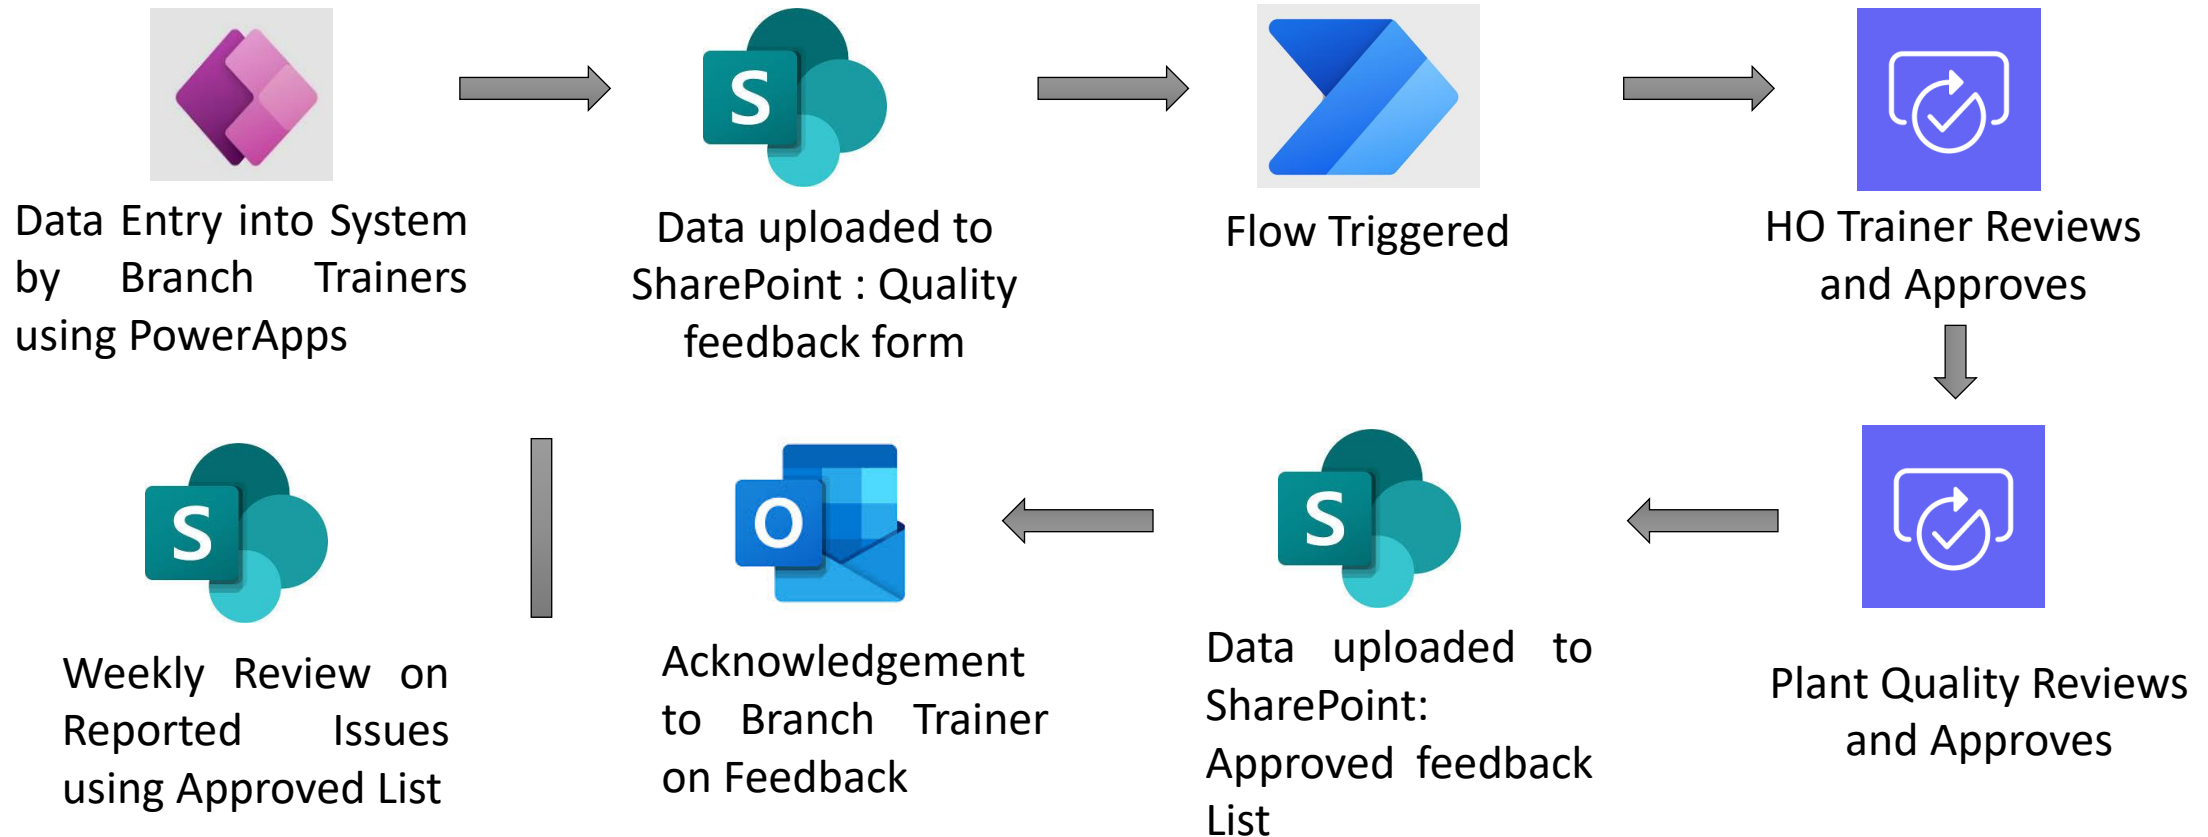 Data Entry into System
by Branch Trainers
using PowerApps
S
Data uploaded to
SharePoint : Quality
feedback form
Flow Triggered
HO Trainer Reviews
and Approves
S
Weekly Review on
Reported Issues
using Approved List
O
Acknowledgement
to Branch Trainer
on Feedback
S
Data uploaded to
SharePoint:
Approved feedback
List
Plant Quality Reviews
and Approves